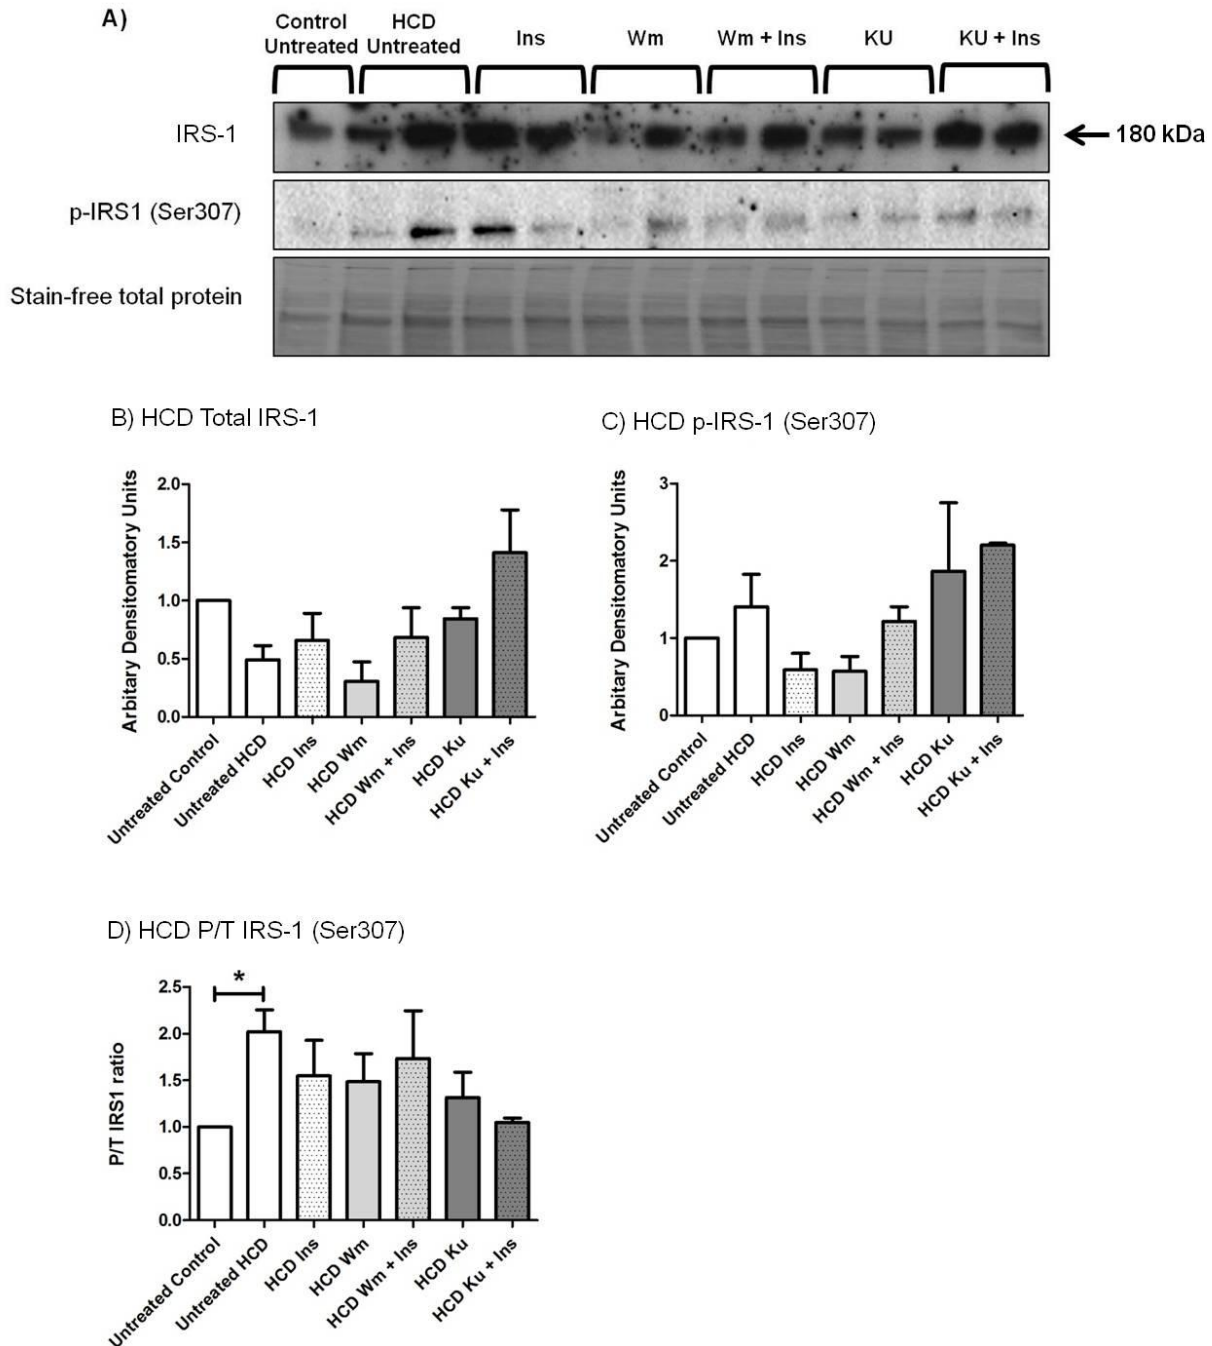 A)
Control
Untreated
HCD
Untreated
Ins
Wm
Wm + Ins
KU
KU + Ins
IRS-1
180 kDa
p-IRS1 (Ser307)
Stain-free total protein
B) HCD Total IRS-1
Arbitary Densitomatory Units
2.0
1.5
1.0
0.5
0.0
Untreated Control
Untreated HCD
HCD Ins
HCD Wm
HCD Wm + Ins
HCD Ku
HCD Ku + Ins
C) HCD p-IRS-1 (Ser307)
Arbitary Densitomatory Units
3
2
1
0
Untreated Control
Untreated HCD
HCD Ins
HCD Wm
HCD Wm + Ins
HCD Ku
HCD Ku + Ins
D) HCD P/T IRS-1 (Ser307)
P/T IRS1 ratio
2.5
2.0
1.5
1.0
0.5
0.0
*
Untreated Control
Untreated HCD
HCD Ins
HCD Wm
HCD Wm + Ins
HCD Ku
HCD Ku + Ins